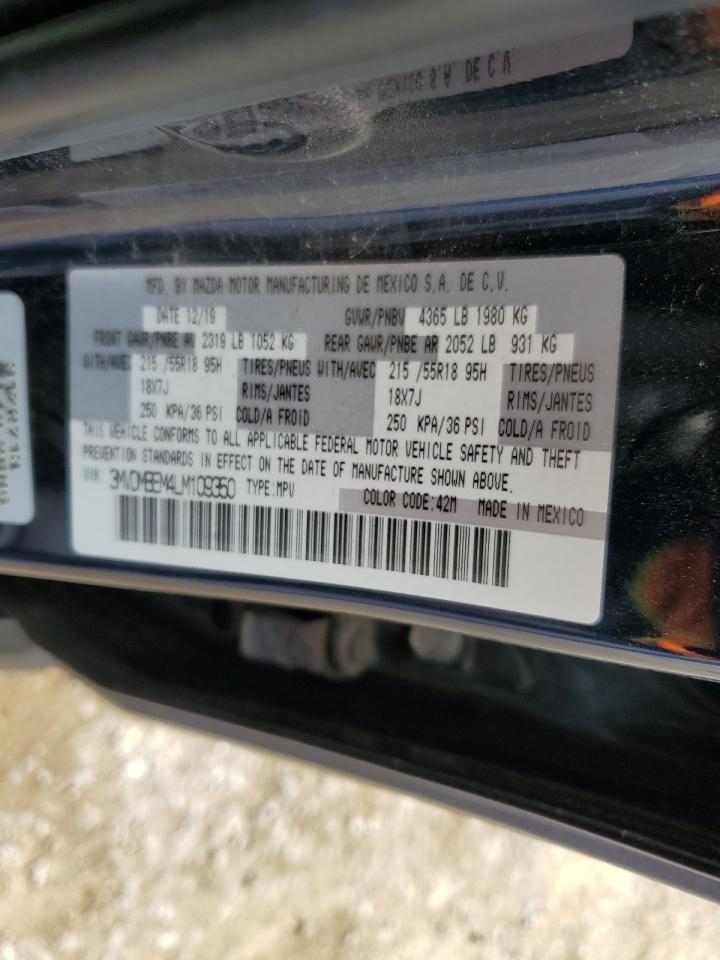 DE C.V.
MFD. BY MAZDA MOTOR MANUFACTURING DE MEXICO S.A. DE C.V.
DATE 12/19 GVWR/PNBV 4365 LB 1980 KG
FRONT GAWR/PNBE AV 2319 LB 1052 KG REAR GAWR/PNBE AR 2052 LB 931 KG
WITH/AVEC 215 /55R18 95H TIRES/PNEUS WITH/AVEC 215 /55R18 95H TIRES/PNEUS
18X7J RIMS/JANTES 18X7J RIMS/JANTES
250 KPA/36 PSI COLD/A FROID 250 KPA/36 PSI COLD/A FROID
THIS VEHICLE CONFORMS TO ALL APPLICABLE FEDERAL MOTOR VEHICLE SAFETY AND THEFT
PREVENTION STANDARDS IN EFFECT ON THE DATE OF MANUFACTURE SHOWN ABOVE.
VIN: 3MVDMBEM4LM109350 TYPE:MPV
COLOR CODE:42M MADE IN MEXICO